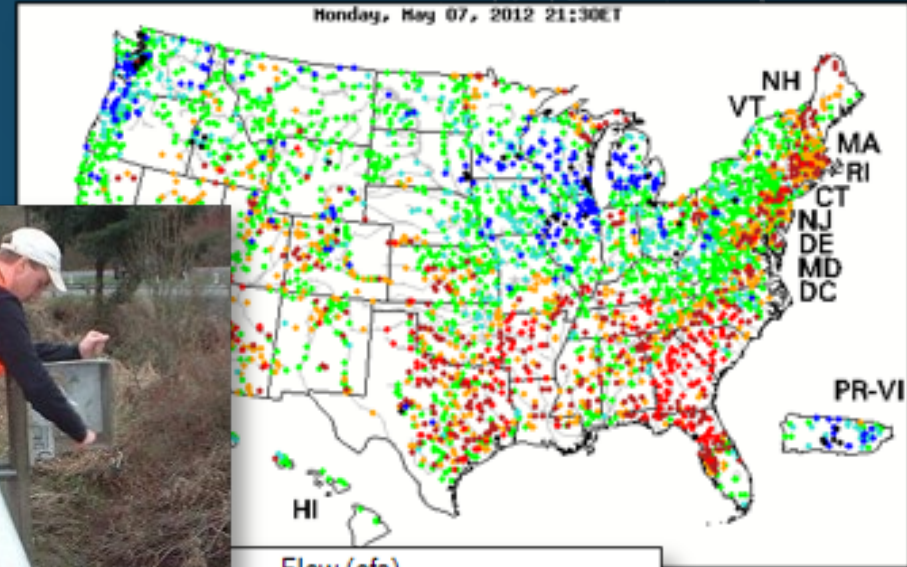 Monday, May 07, 2012 21:30ET
NH
VT
MA
RI
CT
NJ
DE
MD
DC
PR-VI
HI
Flow (cfs)